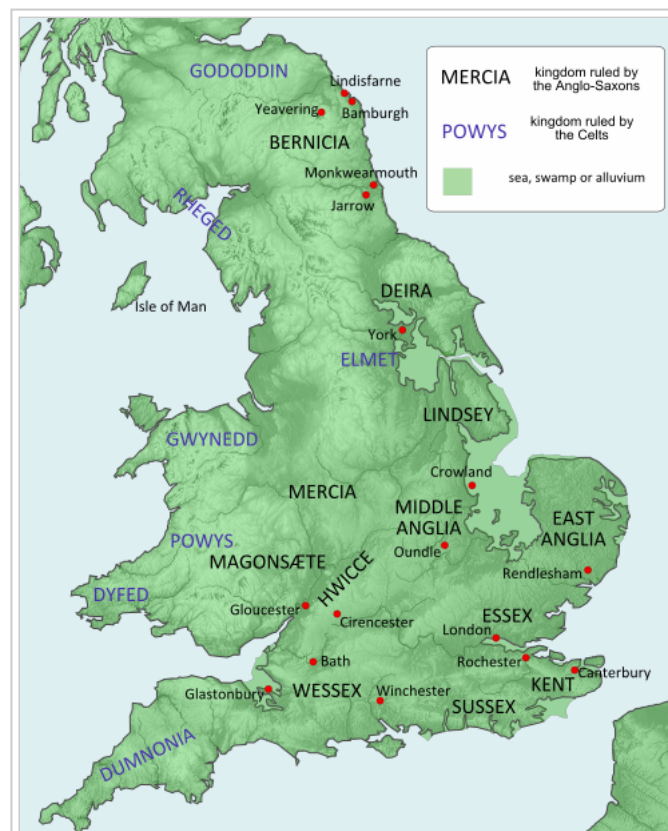 GODODDIN
Lindisfarne
Yeavering
Bamburgh
BERNICIA
Monkwearmouth
Jarrow
RHEGED
Isle of Man
DEIRA
York
ELMET
LINDSEY
GWYNEDD
Crowland
MERCIA
MIDDLE
ANGLIA
EAST
ANGLIA
Oundle
POWYS
MAGONSÆTE
HWICCE
Rendlesham
DYFED
Gloucester
Cirencester
ESSEX
London
Rochester
Bath
Canterbury
KENT
Glastonbury
WESSEX
Winchester
SUSSEX
DUMNONIA
MERCIA kingdom ruled by
the Anglo-Saxons
POWYS kingdom ruled by
the Celts
sea, swamp or alluvium